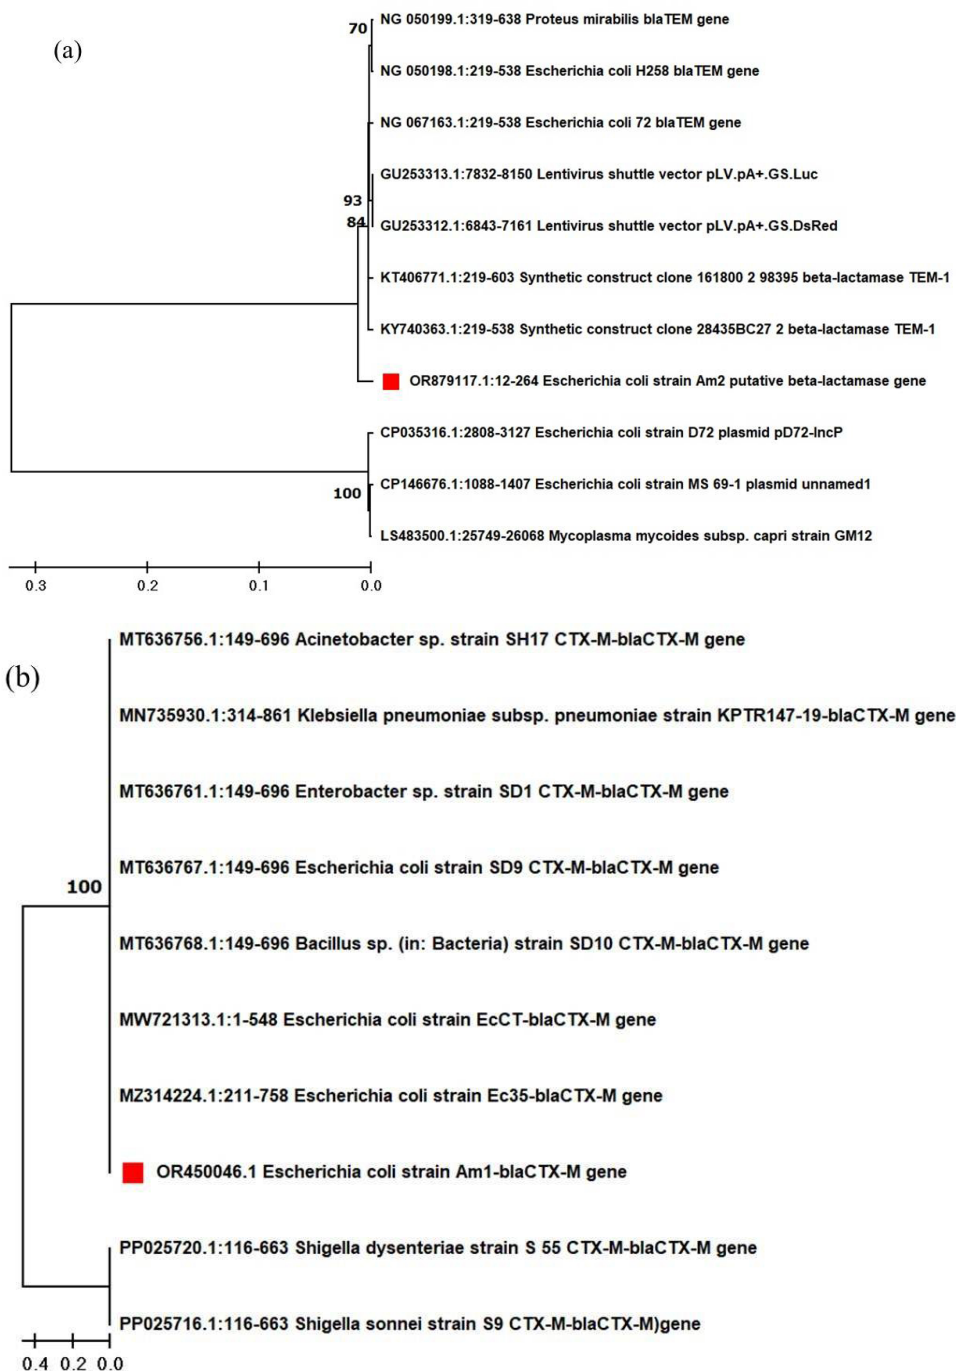 (a)
NG 050199.1:319-638 Proteus mirabilis blaTEM gene
70
NG 050198.1:219-538 Escherichia coli H258 blaTEM gene
NG 067163.1:219-538 Escherichia coli 72 blaTEM gene
GU253313.1:7832-8150 Lentivirus shuttle vector pLV.pA+.GS.Luc
93
84
GU253312.1:6843-7161 Lentivirus shuttle vector pLV.pA+.GS.DsRed
KT406771.1:219-603 Synthetic construct clone 161800 2 98395 beta-lactamase TEM-1
KY740363.1:219-538 Synthetic construct clone 28435BC27 2 beta-lactamase TEM-1
OR879117.1:12-264 Escherichia coli strain Am2 putative beta-lactamase gene
CP035316.1:2808-3127 Escherichia coli strain D72 plasmid pD72-IncP
CP146676.1:1088-1407 Escherichia coli strain MS 69-1 plasmid unnamed1
100
LS483500.1:25749-26068 Mycoplasma mycoides subsp. capri strain GM12
0.3 0.2 0.1 0.0
(b)
MT636756.1:149-696 Acinetobacter sp. strain SH17 CTX-M-blaCTX-M gene
MN735930.1:314-861 Klebsiella pneumoniae subsp. pneumoniae strain KPTR147-19-blaCTX-M gene
MT636761.1:149-696 Enterobacter sp. strain SD1 CTX-M-blaCTX-M gene
MT636767.1:149-696 Escherichia coli strain SD9 CTX-M-blaCTX-M gene
100
MT636768.1:149-696 Bacillus sp. (in: Bacteria) strain SD10 CTX-M-blaCTX-M gene
MW721313.1:1-548 Escherichia coli strain EcCT-blaCTX-M gene
MZ314224.1:211-758 Escherichia coli strain Ec35-blaCTX-M gene
OR450046.1 Escherichia coli strain Am1-blaCTX-M gene
PP025720.1:116-663 Shigella dysenteriae strain S 55 CTX-M-blaCTX-M gene
PP025716.1:116-663 Shigella sonnei strain S9 CTX-M-blaCTX-M)gene
0.4 0.2 0.0